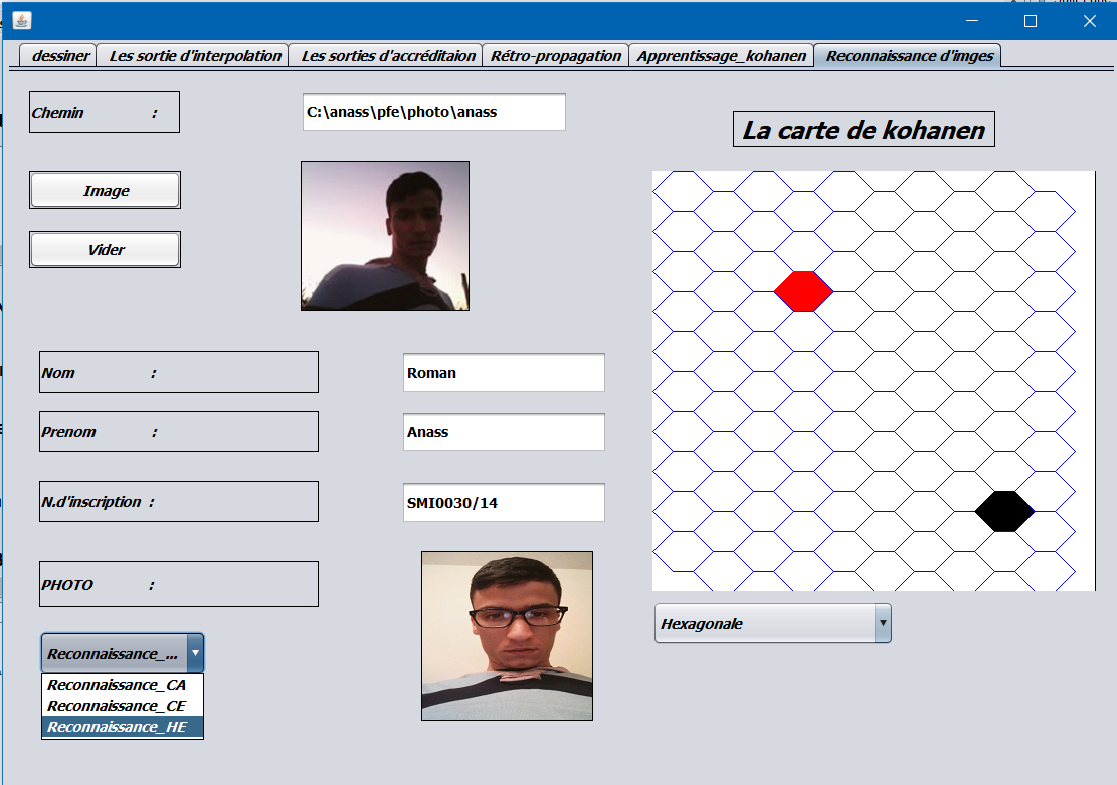 dessiner Les sortie d'interpolation Les sorties d'accréditaion Rétro-propagation Apprentissage_kohanen Reconnaissance d'imges
Chemin :
C:\anass\pfe\photo\anass
La carte de kohanen
Image
Vider
Nom :
Roman
Prenom :
Anass
N.d'inscription :
SMI0030/14
PHOTO :
Hexagonale
Reconnaissance_...
Reconnaissance_CA
Reconnaissance_CE
Reconnaissance_HE